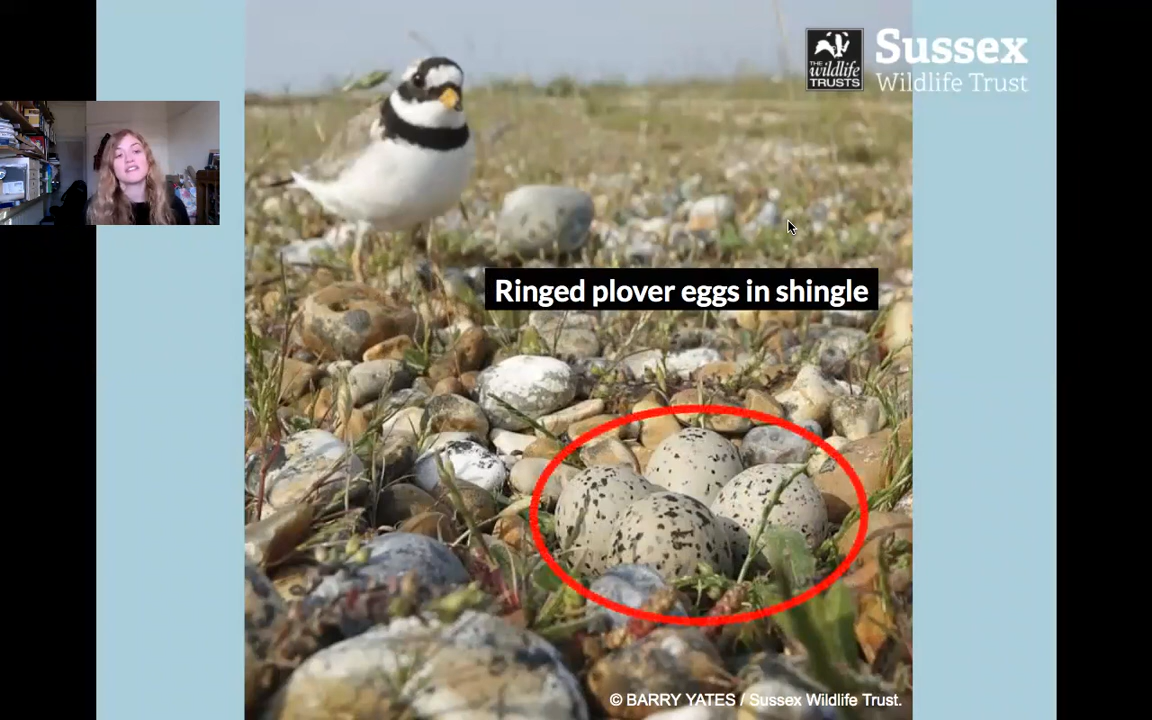 THE
wildlife
TRUSTS
Sussex
Wildlife Trust
Ringed plover eggs in shingle
© BARRY YATES / Sussex Wildlife Trust.